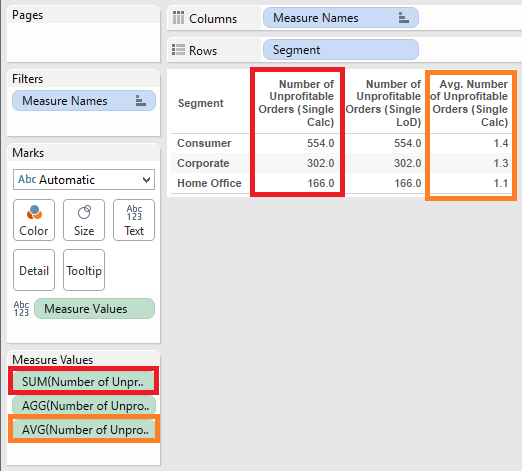 Pages
Columns
Measure Names
Rows
Segment
Filters
Measure Names
Marks
Abc Automatic
Color
Size
Abc
123
Text
Detail
Tooltip
Abc
123
Measure Values
Measure Values
SUM(Number of Unpr..
AGG(Number of Unpro..
AVG(Number of Unpro..
Segment
Number of
Unprofitable
Orders (Single
Calc)
Number of
Unprofitable
Orders (Single
LoD)
Avg. Number
of Unprofitable
Orders (Single
Calc)
Consumer 554.0 554.0 1.4
Corporate 302.0 302.0 1.3
Home Office 166.0 166.0 1.1